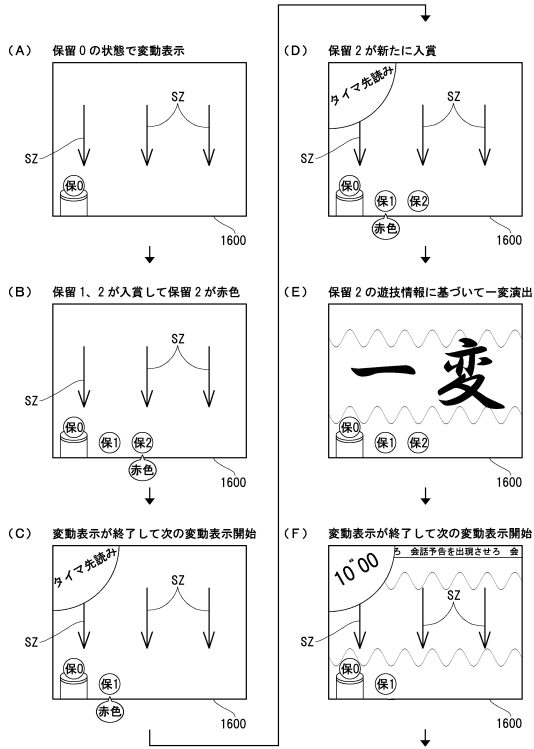 (A) 保留0の状態で変動表示
SZ
SZ
保0
1600
(B) 保留1、2が入賞して保留2が赤色
SZ
SZ
保0 保1 保2
赤色
1600
(C) 変動表示が終了して次の変動表示開始
タイマ先読み
SZ
SZ
保0 保1
赤色
1600
(D) 保留2が新たに入賞
タイマ先読み
SZ
SZ
保0 保1 保2
赤色
1600
(E) 保留2の遊技情報に基づいて一変演出
一変
保0 保1 保2
1600
(F) 変動表示が終了して次の変動表示開始
ろ 会話予告を出現させろ 会
10"00
SZ
SZ
保0 保1
1600